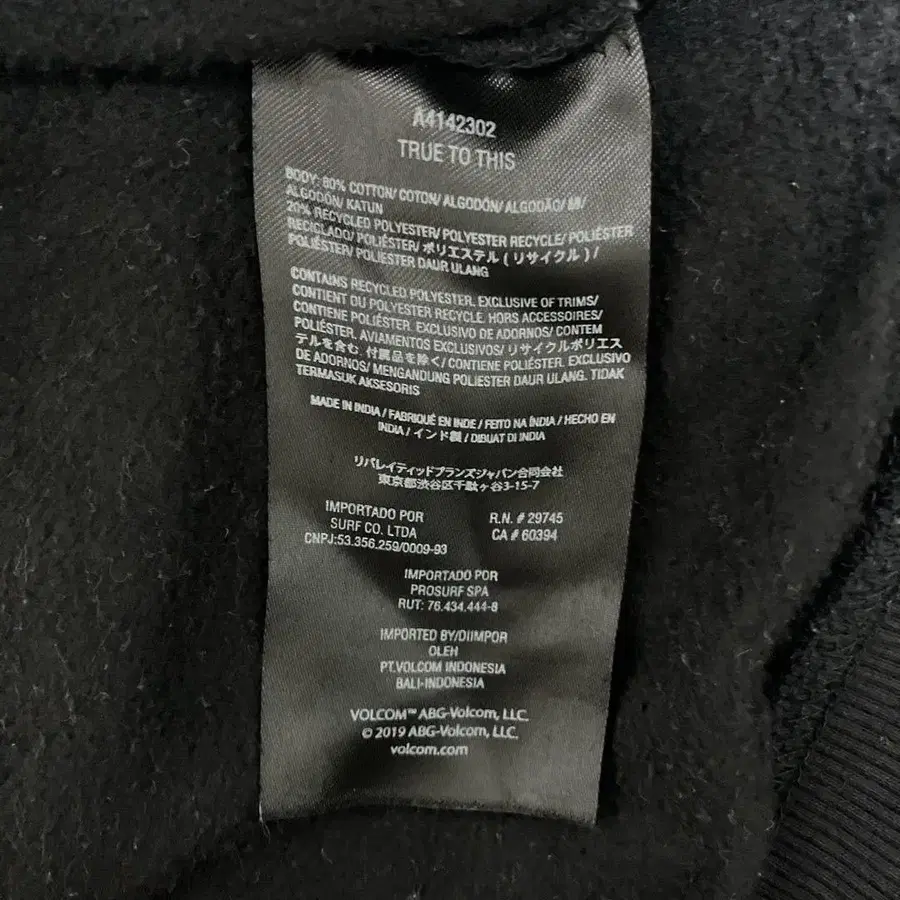 A4142302
TRUE TO THIS
BODY: 80% COTTON/ COTON/ ALGODÓN/ ALGODÃO/ 綿/
ALGODÓN/ KATUN
20% RECYCLED POLYESTER/ POLYESTER RECYCLE/ POLIÉSTER
RECICLADO/ POLIÉSTER/ ポリエステル ( リサイクル ) /
POLIÉSTER/ POLIESTER DAUR ULANG
CONTAINS RECYCLED POLYESTER. EXCLUSIVE OF TRIMS/
CONTIENT DU POLYESTER RECYCLE. HORS ACCESSOIRES/
CONTIENE POLIÉSTER. EXCLUSIVO DE ADORNOS/ CONTEM
POLIÉSTER. AVIAMENTOS EXCLUSIVOS/ リサイクルポリエス
テルを含む. 付属品を除く/ CONTIENE POLIÉSTER. EXCLUSIVO
DE ADORNOS/ MENGANDUNG POLIESTER DAUR ULANG. TIDAK
TERMASUK AKSESORIS
MADE IN INDIA / FABRIQUÉ EN INDE / FEITO NA ÍNDIA / HECHO EN
INDIA / インド製 / DIBUAT DI INDIA
リバレイティッドブランズジャパン合同会社
東京都渋谷区千駄ヶ谷3-15-7
IMPORTADO POR
SURF CO. LTDA
CNPJ:53.356.259/0009-93
R.N. # 29745
CA # 60394
IMPORTADO POR
PROSURF SPA
RUT: 76.434.444-8
IMPORTED BY/DIIMPOR
OLEH
PT.VOLCOM INDONESIA
BALI-INDONESIA
VOLCOM™ ABG-Volcom, LLC.
© 2019 ABG-Volcom, LLC.
volcom.com